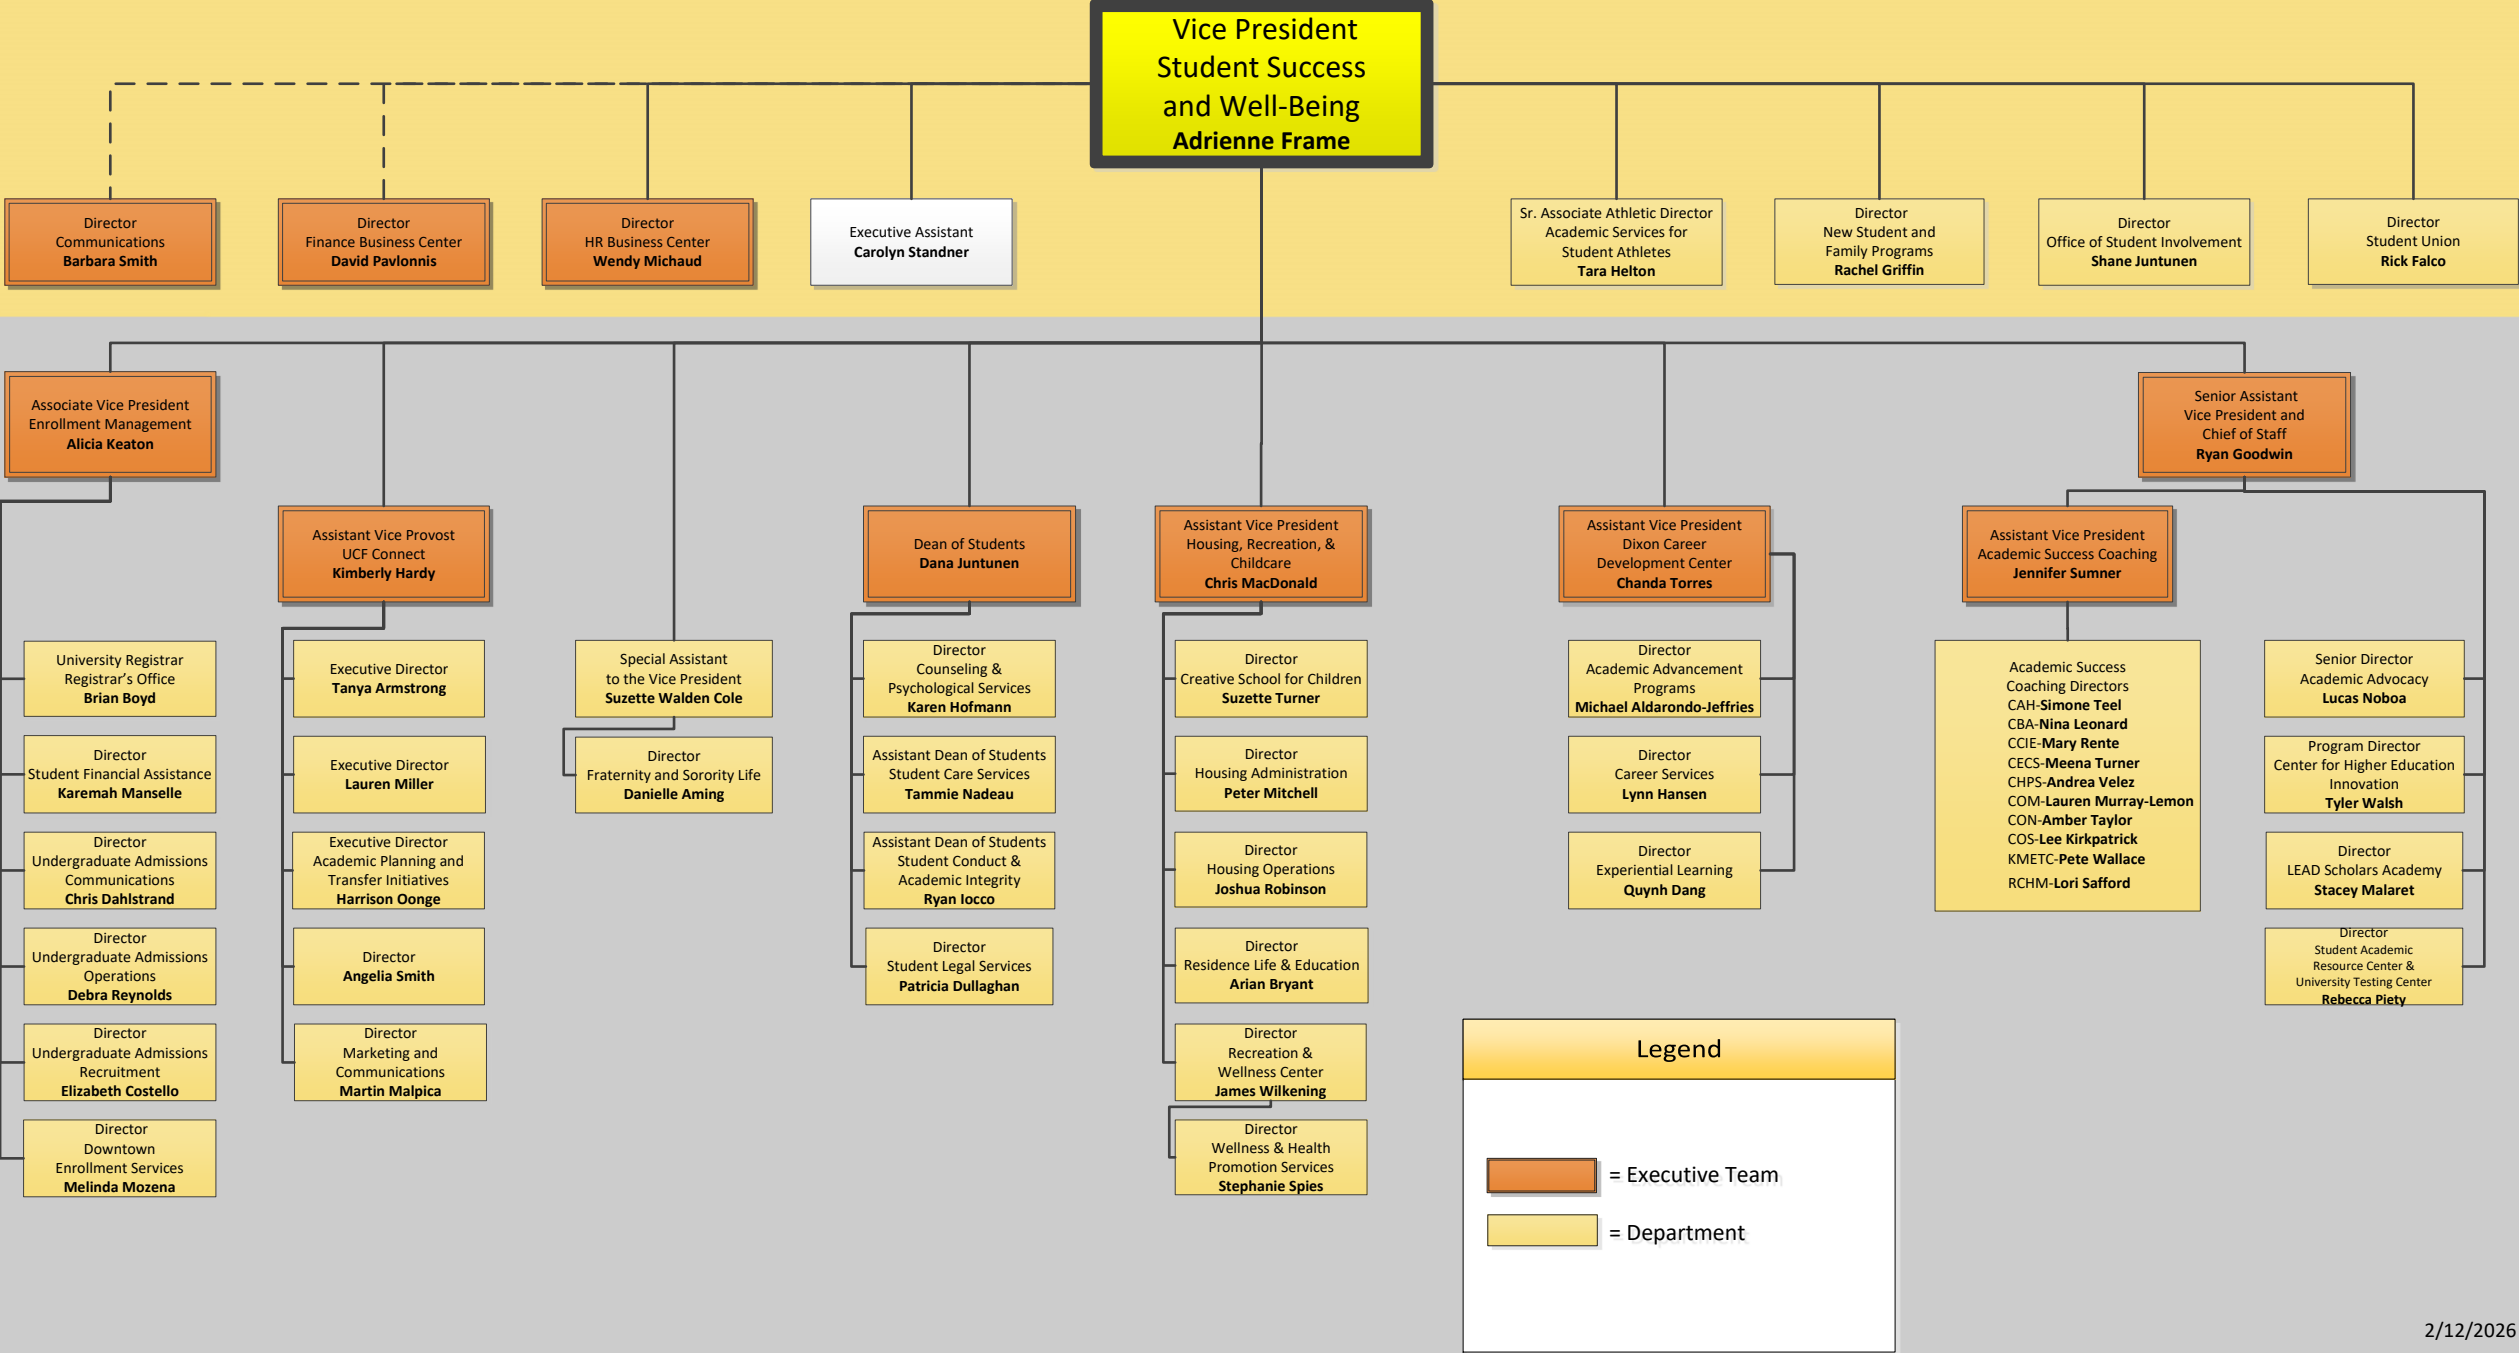 Vice President
Student Success
and Well-Being
Adrienne Frame
Director
Communications
Barbara Smith
Director
Finance Business Center
David Pavlonnis
Director
HR Business Center
Wendy Michaud
Executive Assistant
Carolyn Standner
Sr. Associate Athletic Director
Academic Services for
Student Athletes
Tara Helton
Director
New Student and
Family Programs
Rachel Griffin
Director
Office of Student Involvement
Shane Juntunen
Director
Student Union
Rick Falco
Associate Vice President
Enrollment Management
Alicia Keaton
Senior Assistant
Vice President and
Chief of Staff
Ryan Goodwin
Assistant Vice Provost
UCF Connect
Kimberly Hardy
Dean of Students
Dana Juntunen
Assistant Vice President
Housing, Recreation, &
Childcare
Chris MacDonald
Assistant Vice President
Dixon Career
Development Center
Chanda Torres
Assistant Vice President
Academic Success Coaching
Jennifer Sumner
University Registrar
Registrar’s Office
Brian Boyd
Director
Student Financial Assistance
Karemah Manselle
Director
Undergraduate Admissions
Communications
Chris Dahlstrand
Director
Undergraduate Admissions
Operations
Debra Reynolds
Director
Undergraduate Admissions
Recruitment
Elizabeth Costello
Director
Downtown
Enrollment Services
Melinda Mozena
Executive Director
Tanya Armstrong
Executive Director
Lauren Miller
Executive Director
Academic Planning and
Transfer Initiatives
Harrison Oonge
Director
Angelia Smith
Director
Marketing and
Communications
Martin Malpica
Special Assistant
to the Vice President
Suzette Walden Cole
Director
Fraternity and Sorority Life
Danielle Aming
Director
Counseling &
Psychological Services
Karen Hofmann
Assistant Dean of Students
Student Care Services
Tammie Nadeau
Assistant Dean of Students
Student Conduct &
Academic Integrity
Ryan Iocco
Director
Student Legal Services
Patricia Dullaghan
Director
Creative School for Children
Suzette Turner
Director
Housing Administration
Peter Mitchell
Director
Housing Operations
Joshua Robinson
Director
Residence Life & Education
Arian Bryant
Director
Recreation &
Wellness Center
James Wilkening
Director
Wellness & Health
Promotion Services
Stephanie Spies
Director
Academic Advancement
Programs
Michael Aldarondo-Jeffries
Director
Career Services
Lynn Hansen
Director
Experiential Learning
Quynh Dang
Academic Success
Coaching Directors
CAH-Simone Teel
CBA-Nina Leonard
CCIE-Mary Rente
CECS-Meena Turner
CHPS-Andrea Velez
COM-Lauren Murray-Lemon
CON-Amber Taylor
COS-Lee Kirkpatrick
KMETC-Pete Wallace
RCHM-Lori Safford
Senior Director
Academic Advocacy
Lucas Noboa
Program Director
Center for Higher Education
Innovation
Tyler Walsh
Director
LEAD Scholars Academy
Stacey Malaret
Director
Student Academic
Resource Center &
University Testing Center
Rebecca Piety
Legend
= Executive Team
= Department
2/12/2026